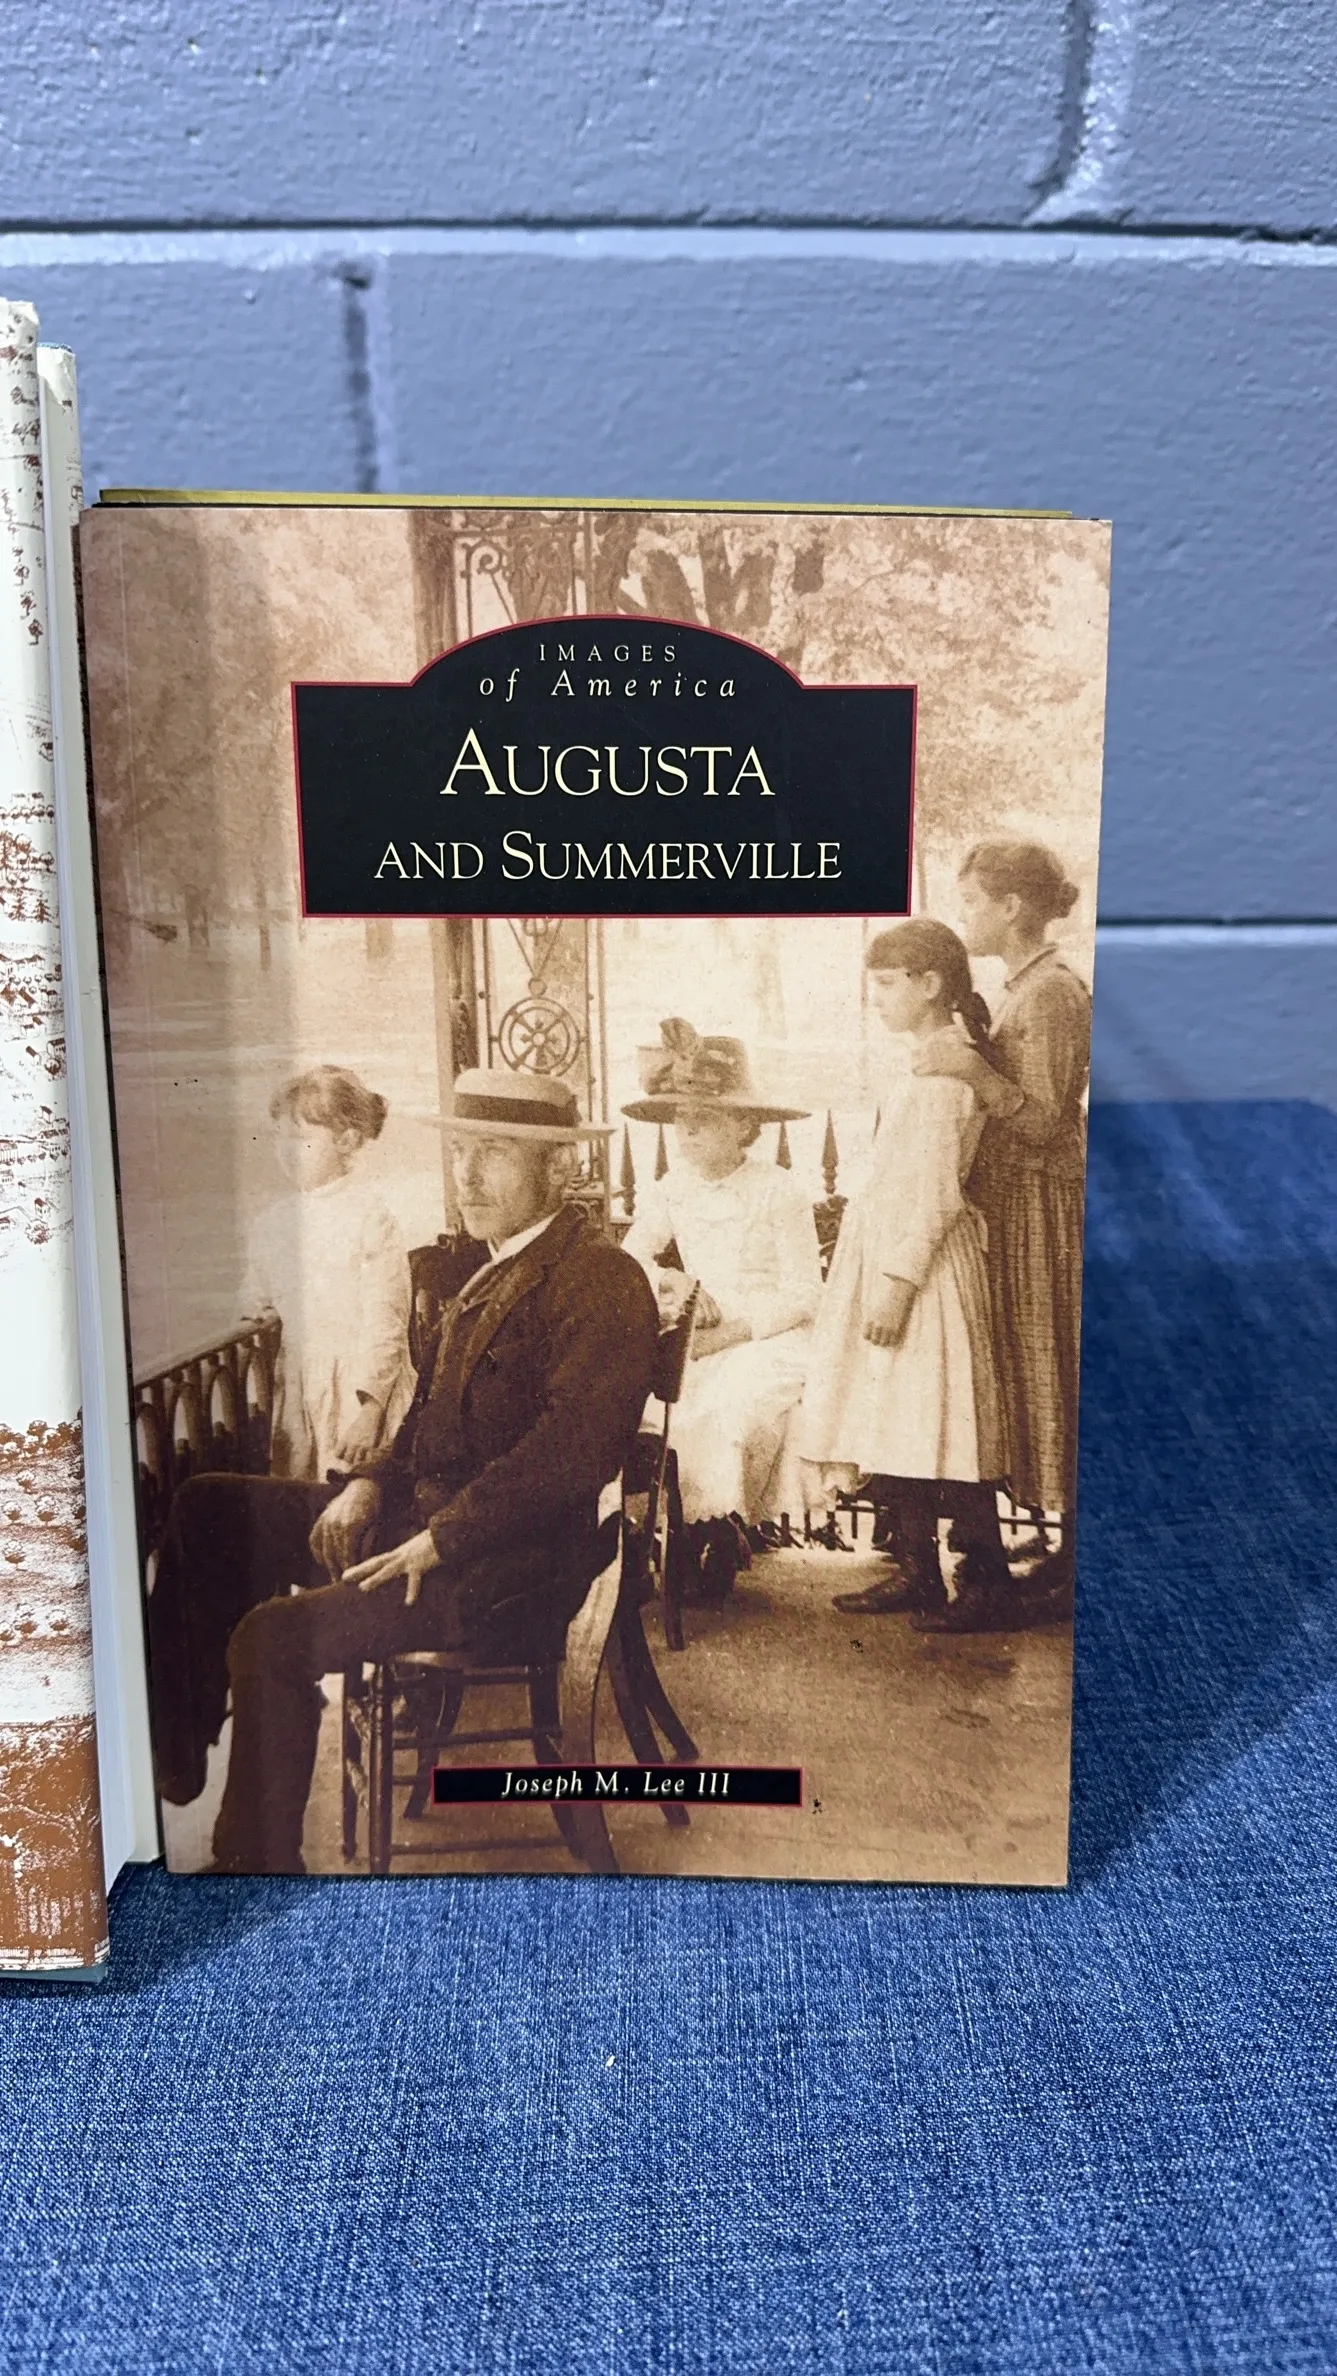 IMAGES
of America
AUGUSTA
AND SUMMERVILLE
Joseph M. Lee III